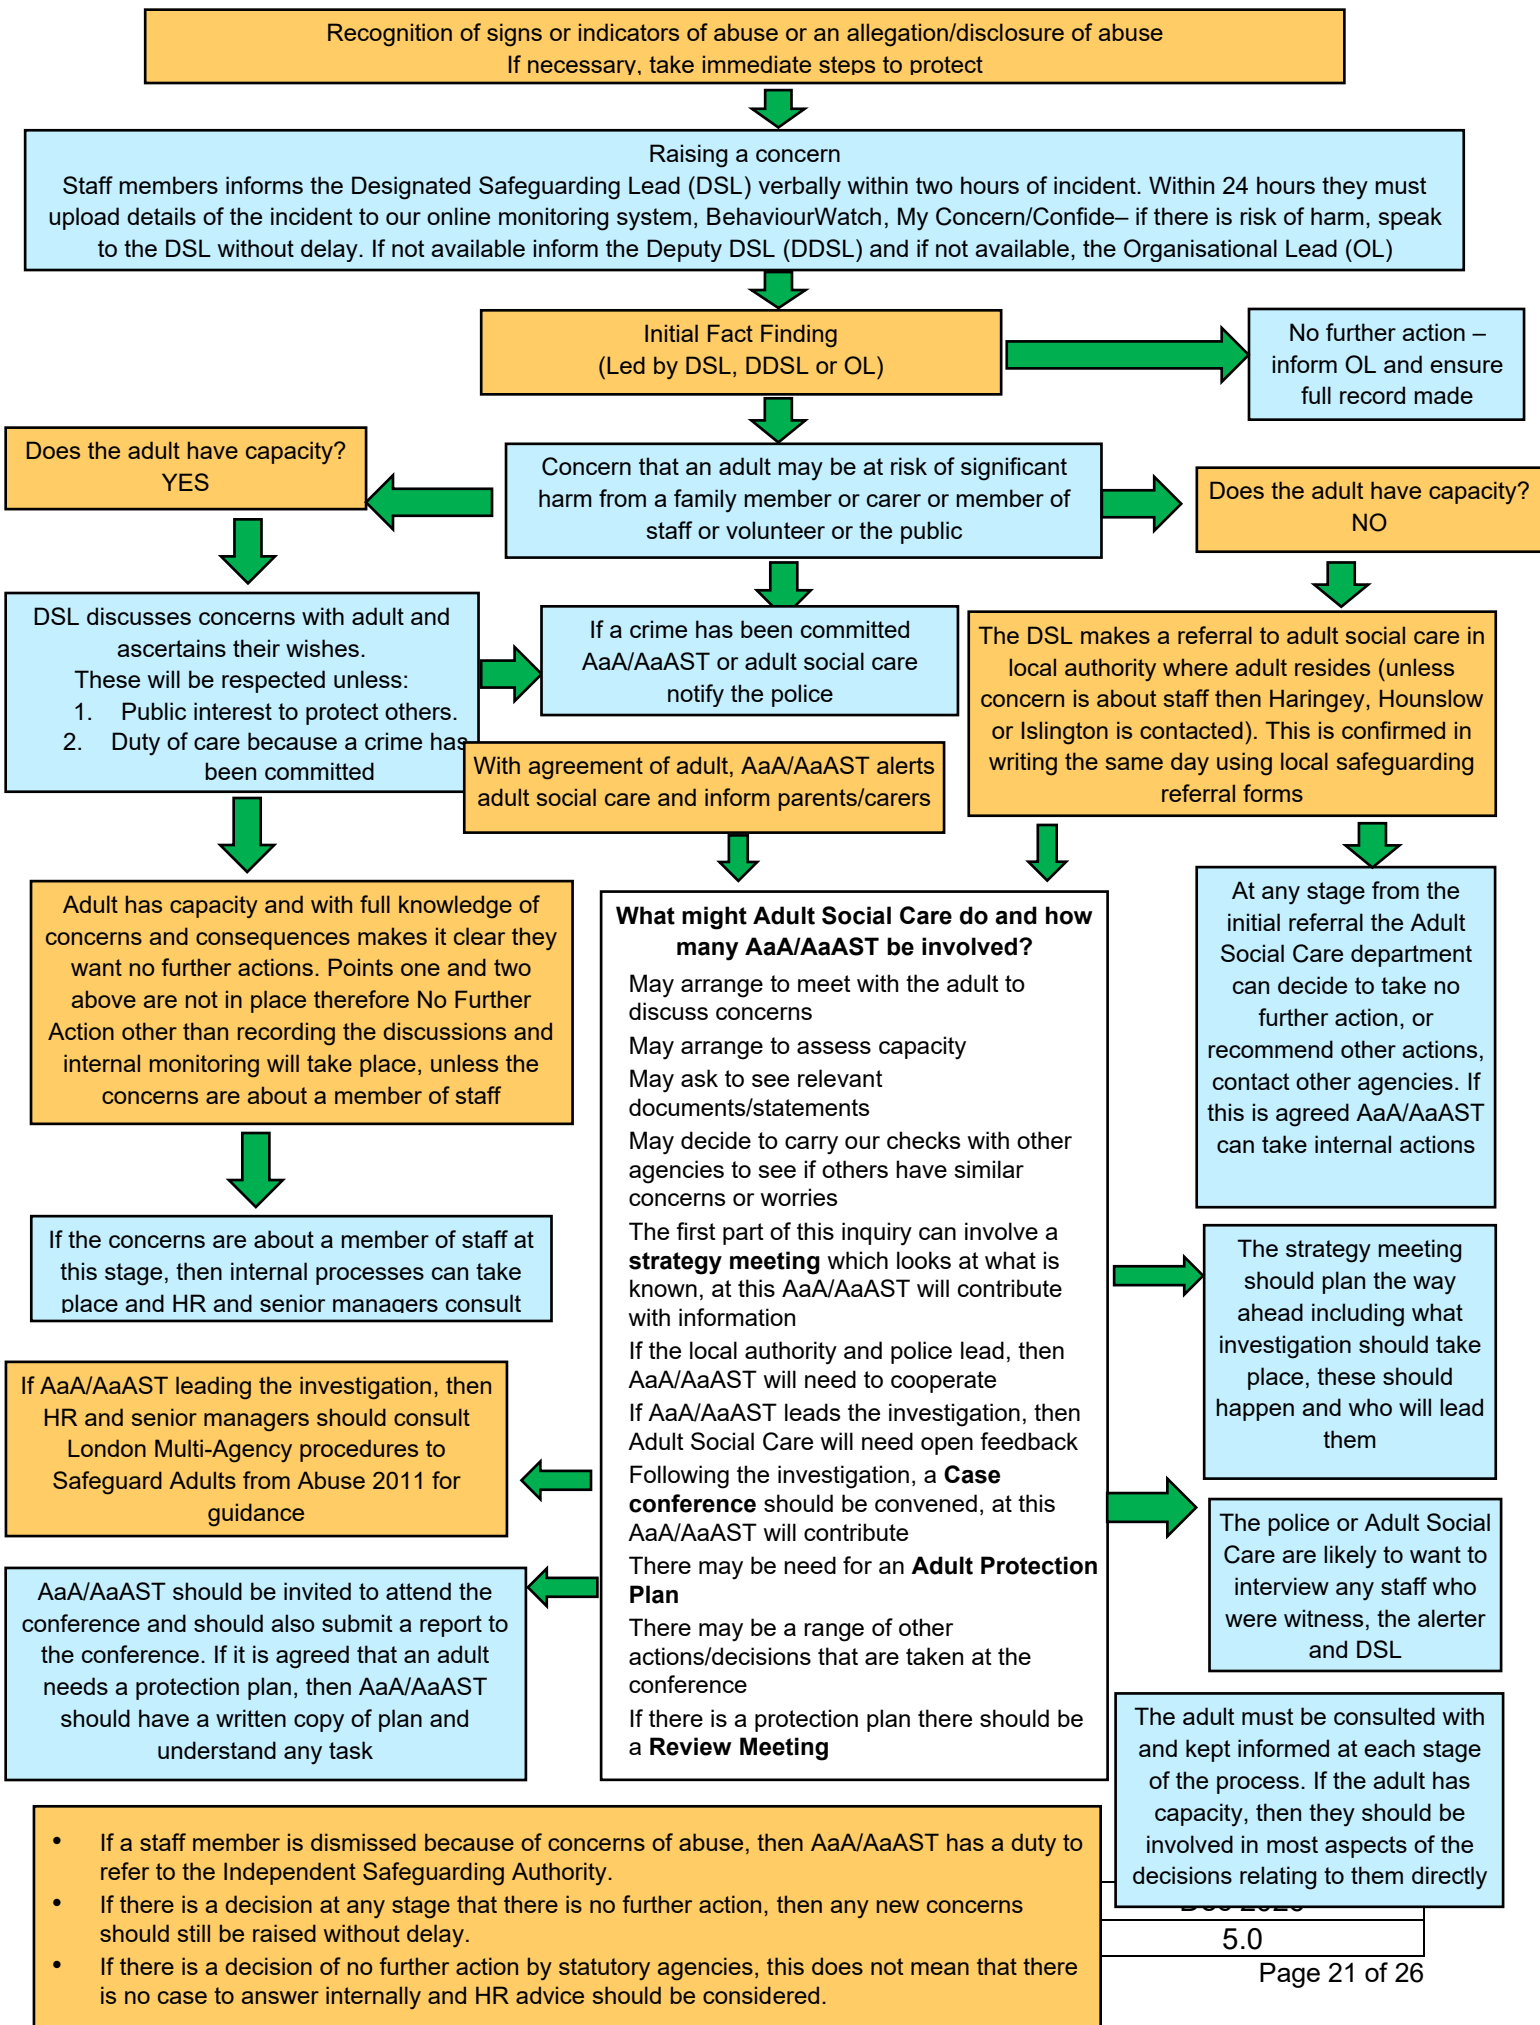 Recognition of signs or indicators of abuse or an allegation/disclosure of abuse
If necessary, take immediate steps to protect
Raising a concern
Staff members informs the Designated Safeguarding Lead (DSL) verbally within two hours of incident. Within 24 hours they must
upload details of the incident to our online monitoring system, BehaviourWatch, My Concern/Confide– if there is risk of harm, speak
to the DSL without delay. If not available inform the Deputy DSL (DDSL) and if not available, the Organisational Lead (OL)
Initial Fact Finding
(Led by DSL, DDSL or OL)
No further action –
inform OL and ensure
full record made
Does the adult have capacity?
YES
Concern that an adult may be at risk of significant
harm from a family member or carer or member of
staff or volunteer or the public
Does the adult have capacity?
NO
DSL discusses concerns with adult and
ascertains their wishes.
These will be respected unless:
1. Public interest to protect others.
2. Duty of care because a crime has
been committed
If a crime has been committed
AaA/AaAST or adult social care
notify the police
The DSL makes a referral to adult social care in
local authority where adult resides (unless
concern is about staff then Haringey, Hounslow
or Islington is contacted). This is confirmed in
writing the same day using local safeguarding
referral forms
With agreement of adult, AaA/AaAST alerts
adult social care and inform parents/carers
Adult has capacity and with full knowledge of
concerns and consequences makes it clear they
want no further actions. Points one and two
above are not in place therefore No Further
Action other than recording the discussions and
internal monitoring will take place, unless the
concerns are about a member of staff
What might Adult Social Care do and how
many AaA/AaAST be involved?
May arrange to meet with the adult to
discuss concerns
May arrange to assess capacity
May ask to see relevant
documents/statements
May decide to carry our checks with other
agencies to see if others have similar
concerns or worries
The first part of this inquiry can involve a
strategy meeting which looks at what is
known, at this AaA/AaAST will contribute
with information
If the local authority and police lead, then
AaA/AaAST will need to cooperate
If AaA/AaAST leads the investigation, then
Adult Social Care will need open feedback
Following the investigation, a Case
conference should be convened, at this
AaA/AaAST will contribute
There may be need for an Adult Protection
Plan
There may be a range of other
actions/decisions that are taken at the
conference
If there is a protection plan there should be
a Review Meeting
At any stage from the
initial referral the Adult
Social Care department
can decide to take no
further action, or
recommend other actions,
contact other agencies. If
this is agreed AaA/AaAST
can take internal actions
If the concerns are about a member of staff at
this stage, then internal processes can take
place and HR and senior managers consult
The strategy meeting
should plan the way
ahead including what
investigation should take
place, these should
happen and who will lead
them
If AaA/AaAST leading the investigation, then
HR and senior managers should consult
London Multi-Agency procedures to
Safeguard Adults from Abuse 2011 for
guidance
The police or Adult Social
Care are likely to want to
interview any staff who
were witness, the alerter
and DSL
AaA/AaAST should be invited to attend the
conference and should also submit a report to
the conference. If it is agreed that an adult
needs a protection plan, then AaA/AaAST
should have a written copy of plan and
understand any task
The adult must be consulted with
and kept informed at each stage
of the process. If the adult has
capacity, then they should be
involved in most aspects of the
decisions relating to them directly
• If a staff member is dismissed because of concerns of abuse, then AaA/AaAST has a duty to
refer to the Independent Safeguarding Authority.
• If there is a decision at any stage that there is no further action, then any new concerns
should still be raised without delay.
• If there is a decision of no further action by statutory agencies, this does not mean that there
is no case to answer internally and HR advice should be considered.
5.0
Page 21 of 26